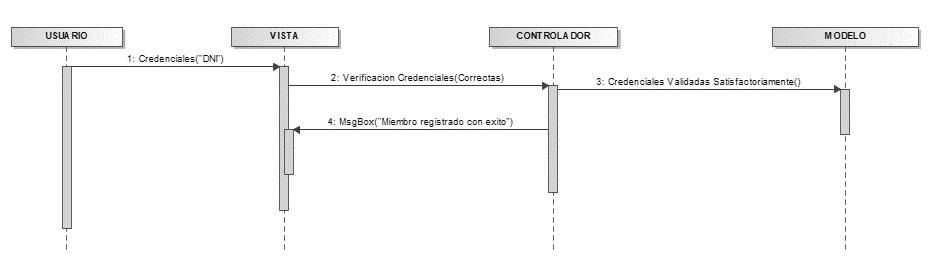 USUARIO
VISTA
CONTROLADOR
MODELO
1: Credenciales("DNI")
2: Verificacion Credenciales(Correctas)
3: Credenciales Validadas Satisfactoriamente()
4: MsgBox("Miembro registrado con exito")